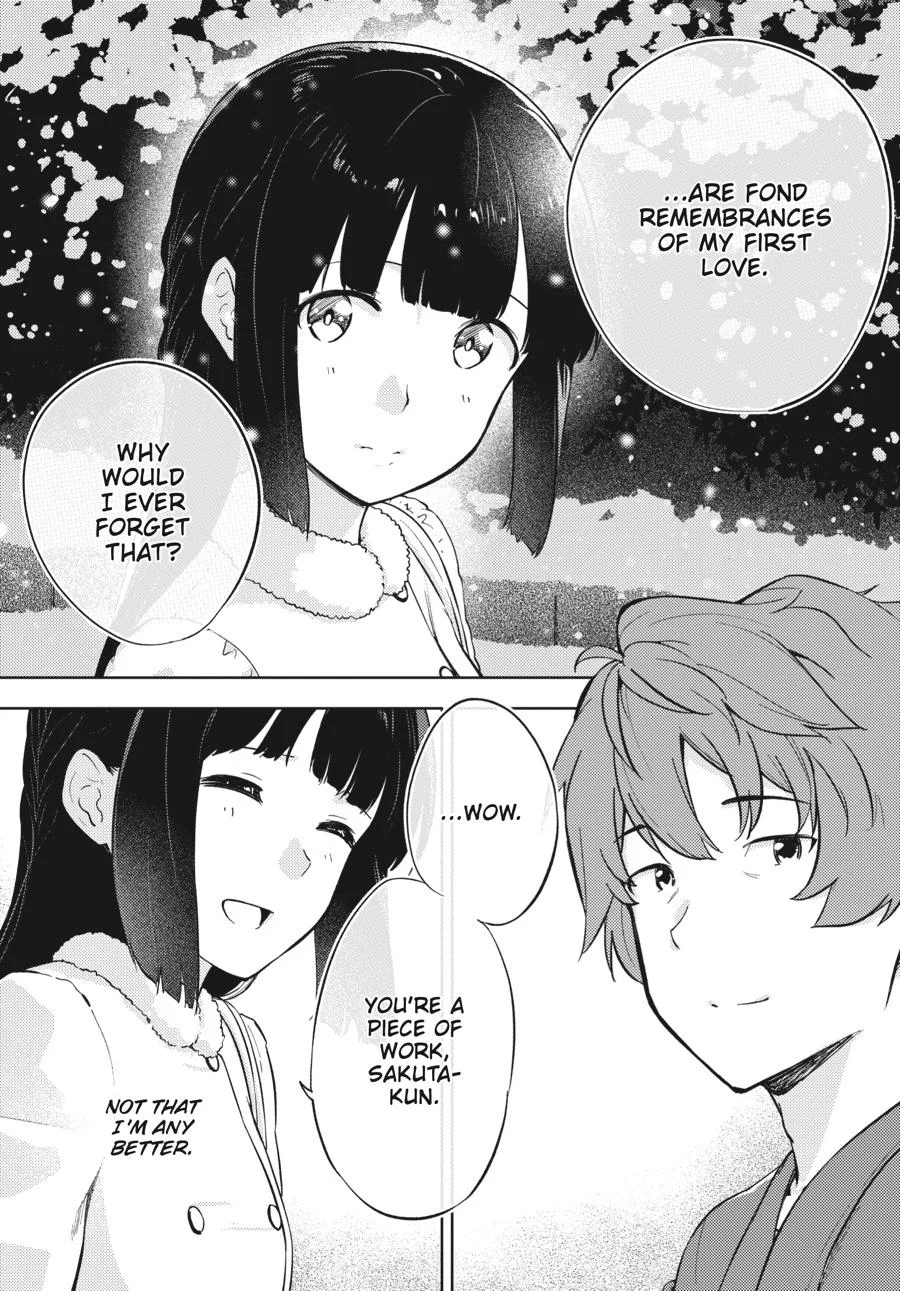 ...ARE FOND
REMEMBRANCES
OF MY FIRST
LOVE.
WHY
WOULD
I EVER
FORGET
THAT?
...WOW.
YOU'RE A
PIECE OF
WORK,
SAKUTA-
KUN.
NOT THAT
I'M ANY
BETTER.